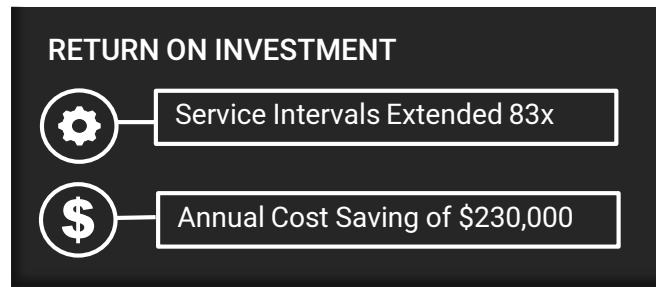 RETURN ON INVESTMENT
Service Intervals Extended 83x
$
Annual Cost Saving of $230,000